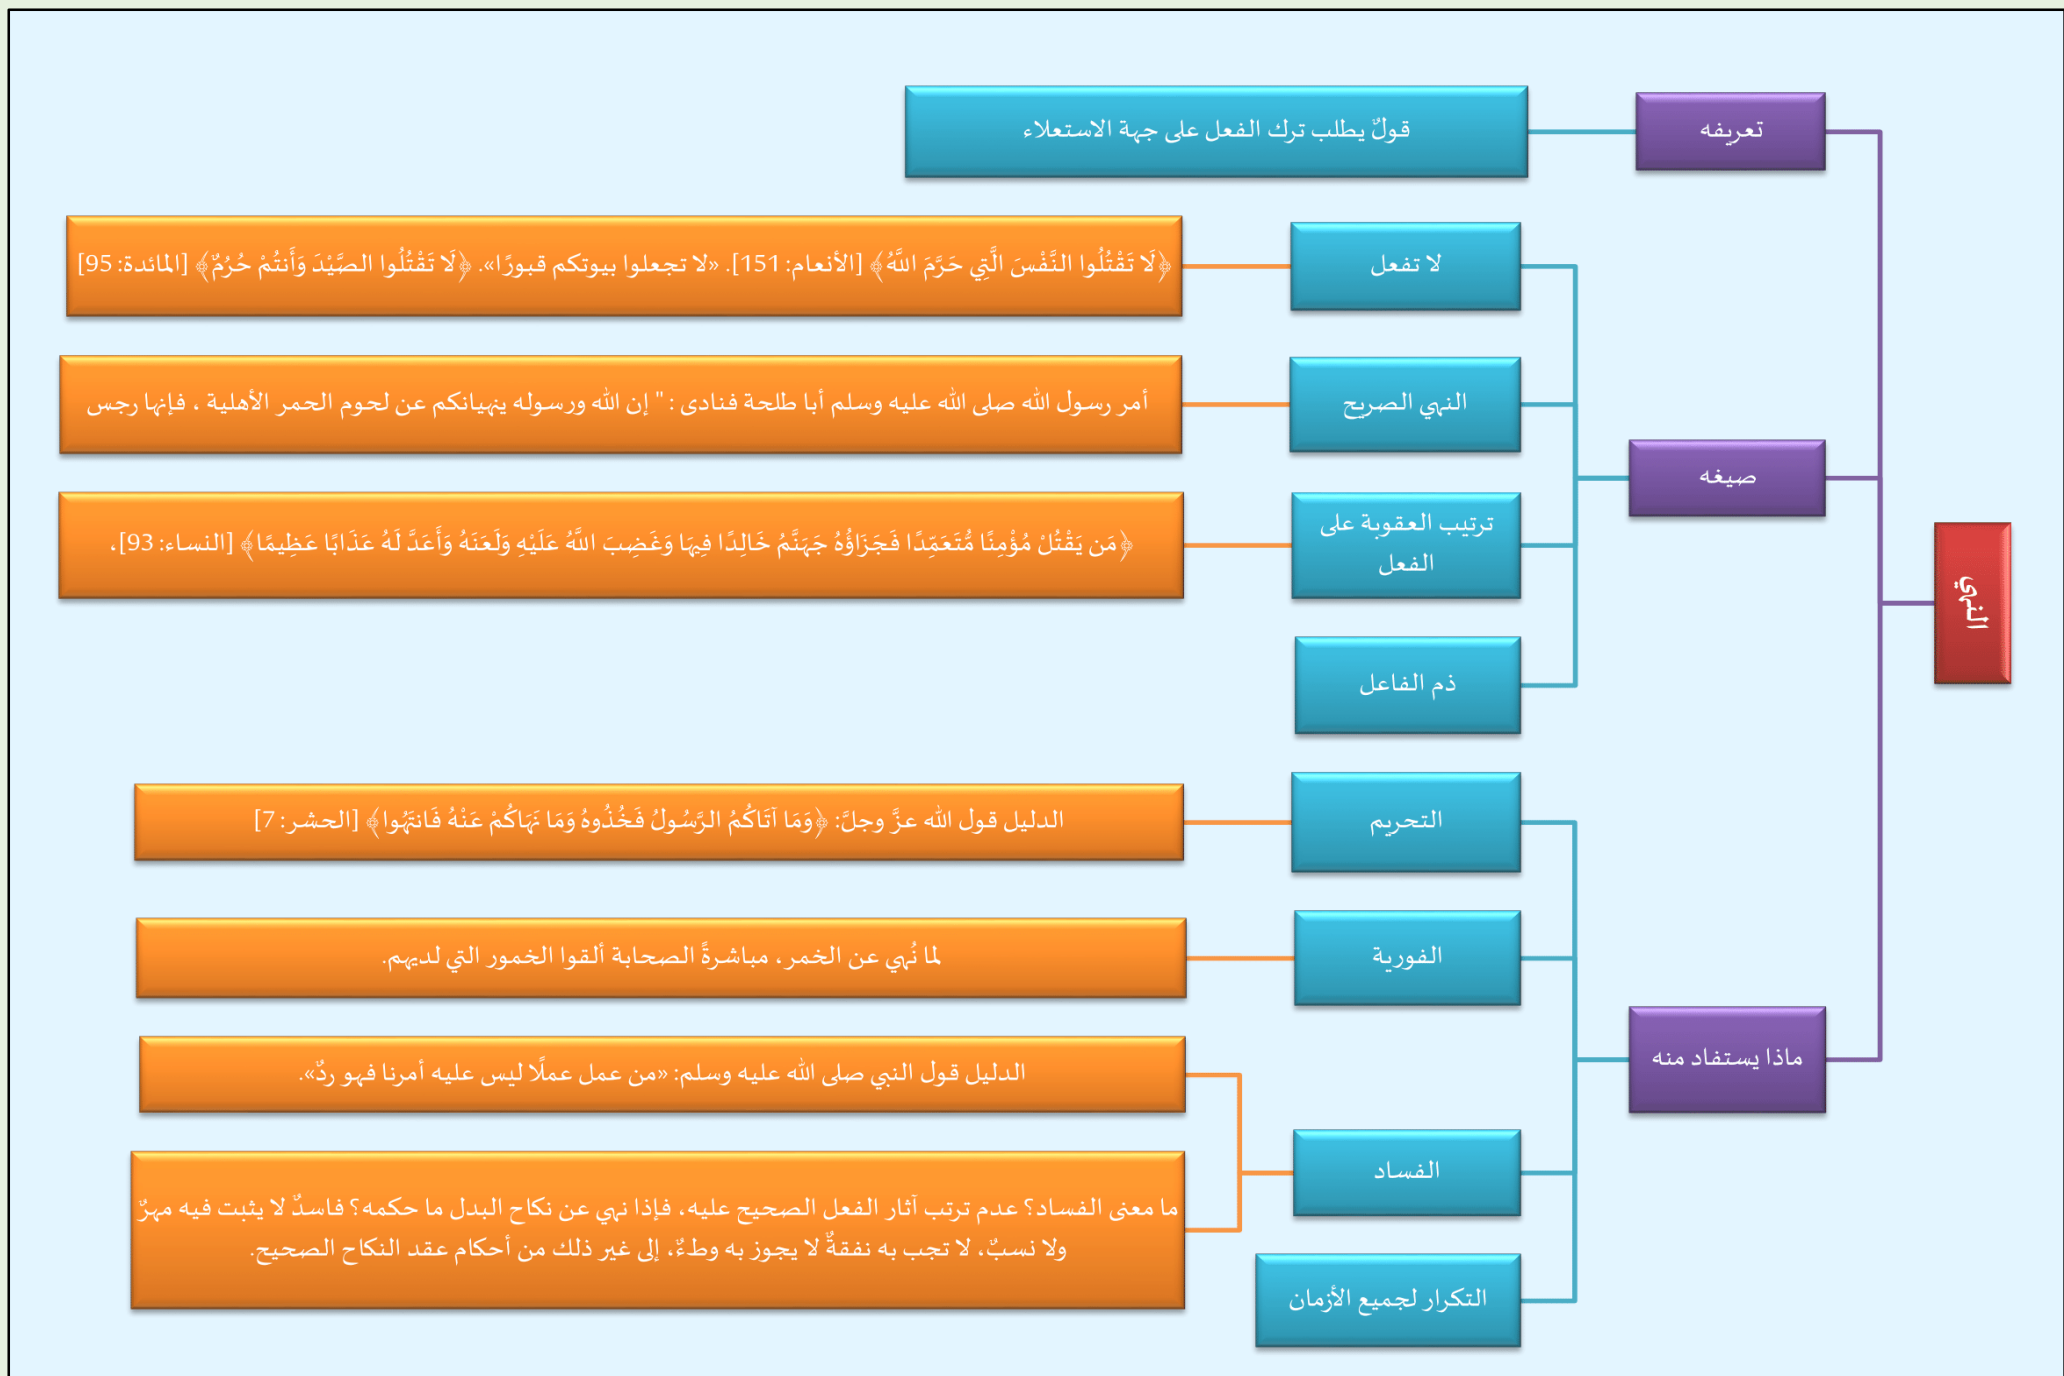 النهي
تعريفه
قولٌ يطلب ترك الفعل على جهة الاستعلاء
صيغه
لا تفعل
﴿لَا تَقْتُلُوا النَّفْسَ الَّتِي حَرَّمَ اللَّهُ﴾ [الأنعام: 151]. «لا تجعلوا بيوتكم قبورًا». ﴿لَا تَقْتُلُوا الصَّيْدَ وَأَنتُمْ حُرُمٌ﴾ [المائدة: 95]
النهي الصريح
أمر رسول الله صلى الله عليه وسلم أبا طلحة فنادى : " إن الله ورسوله ينهيانكم عن لحوم الحمر الأهلية ، فإنها رجس
ترتيب العقوبة على
الفعل
﴿مَن يَقْتُلْ مُؤْمِنًا مُّتَعَمِّدًا فَجَزَاؤُهُ جَهَنَّمُ خَالِدًا فِيهَا وَغَضِبَ اللَّهُ عَلَيْهِ وَلَعَنَهُ وَأَعَدَّ لَهُ عَذَابًا عَظِيمًا﴾ [النساء: 93]،
ذم الفاعل
ماذا يستفاد منه
التحريم
الدليل قول الله عزَّ وجلَّ: ﴿وَمَا آتَاكُمُ الرَّسُولُ فَخُذُوهُ وَمَا نَهَاكُمْ عَنْهُ فَانتَهُوا﴾ [الحشر: 7]
الفورية
لما نُهي عن الخمر، مباشرةً الصحابة ألقوا الخمور التي لديهم.
الفساد
الدليل قول النبي صلى الله عليه وسلم: «من عمل عملًا ليس عليه أمرنا فهو ردٌ».
ما معنى الفساد؟ عدم ترتب آثار الفعل الصحيح عليه، فإذا نهي عن نكاح البدل ما حكمه؟ فاسدٌ لا يثبت فيه مهرٌ
ولا نسبٌ، لا تجب به نفقةٌ لا يجوز به وطءٌ، إلى غير ذلك من أحكام عقد النكاح الصحيح.
التكرار لجميع الأزمان